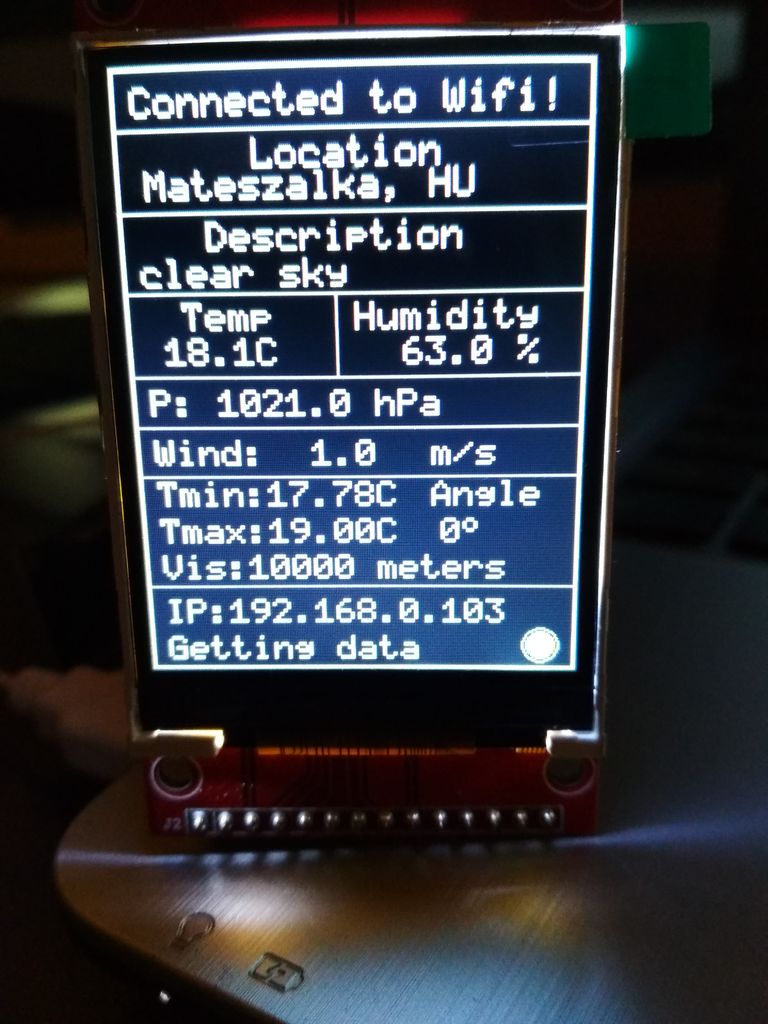 Connected to Wifi!
Location
Mateszalka, HU
Description
clear sky
Temp Humidity
18.1C 63.0 %
P: 1021.0 hPa
Wind: 1.0 m/s
Tmin:17.78C Angle
Tmax:19.00C 0º
Vis:10000 meters
IP:192.168.0.103
Getting data
J2